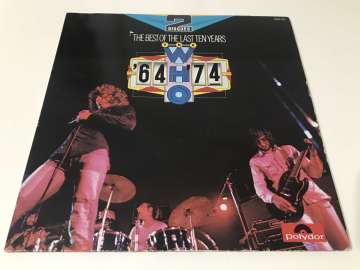 2
DISQUES
THE BEST OF THE LAST TEN YEARS
THE
WHO
'64 '74
polydor